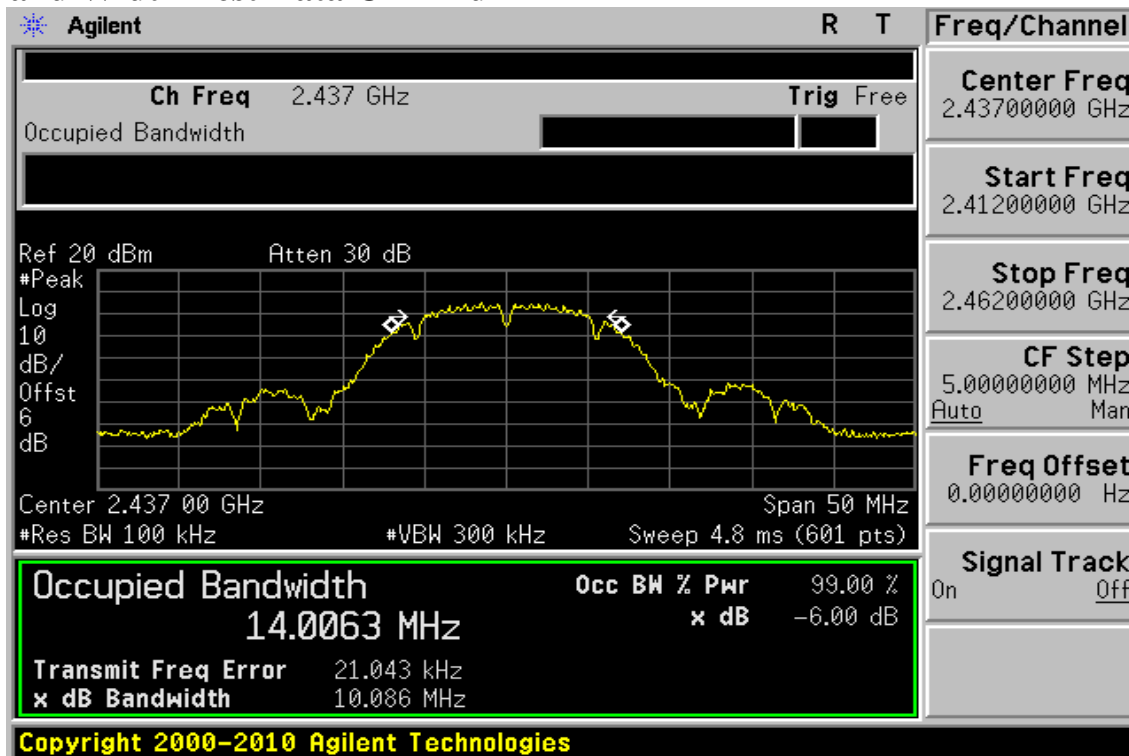 Agilent R T
Ch Freq 2.437 GHz Trig Free
Occupied Bandwidth
Ref 20 dBm Atten 30 dB
#Peak
Log
10
dB/
Offst
6
dB
Center 2.437 00 GHz Span 50 MHz
#Res BW 100 kHz #VBW 300 kHz Sweep 4.8 ms (601 pts)
Occupied Bandwidth
14.0063 MHz
Occ BW % Pwr 99.00 %
x dB -6.00 dB
Transmit Freq Error 21.043 kHz
x dB Bandwidth 10.086 MHz
Copyright 2000-2010 Agilent Technologies
Freq/Channel
Center Freq
2.43700000 GHz
Start Freq
2.41200000 GHz
Stop Freq
2.46200000 GHz
CF Step
5.00000000 MHz
Auto Man
Freq Offset
0.00000000 Hz
Signal Track
On Off